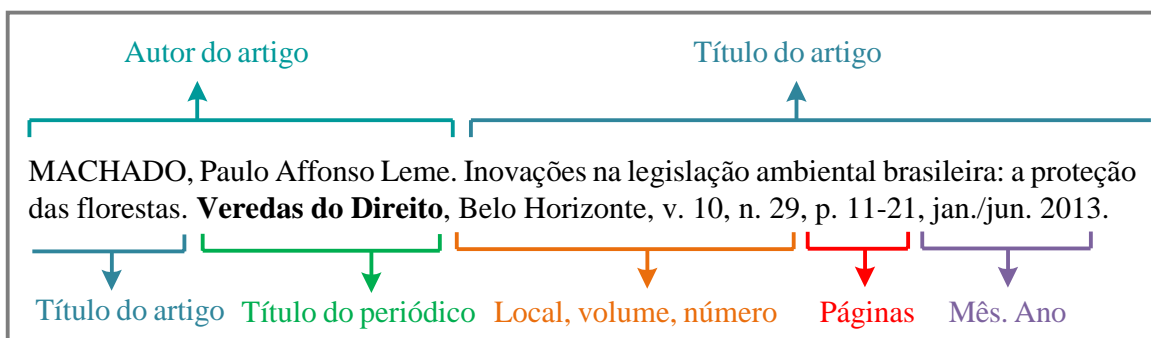 Autor do artigo Título do artigo
MACHADO, Paulo Affonso Leme. Inovações na legislação ambiental brasileira: a proteção
das florestas. Veredas do Direito, Belo Horizonte, v. 10, n. 29, p. 11-21, jan./jun. 2013.
Título do artigo Título do periódico Local, volume, número Páginas Mês. Ano